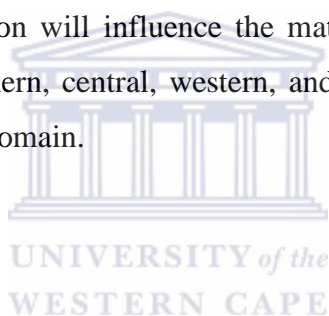 on will influence the mat
ern, central, western, and
omain.
UNIVERSITY of the
WESTERN CAPE